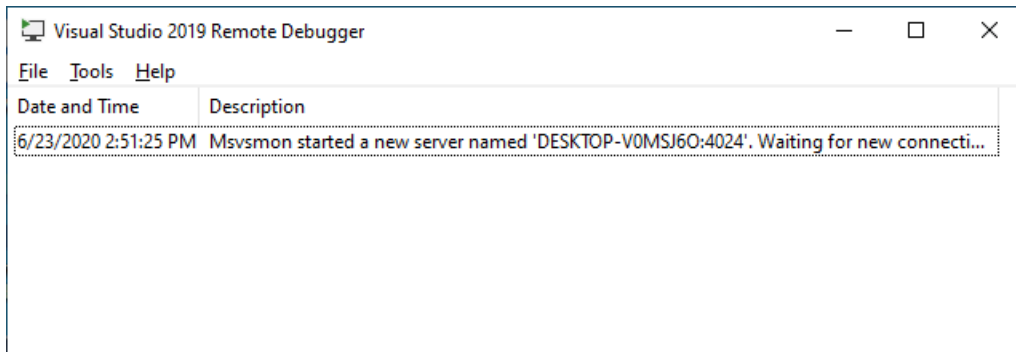 Visual Studio 2019 Remote Debugger
File Tools Help
Date and Time Description
6/23/2020 2:51:25 PM Msvsmon started a new server named 'DESKTOP-V0MSJ6O:4024'. Waiting for new connecti...